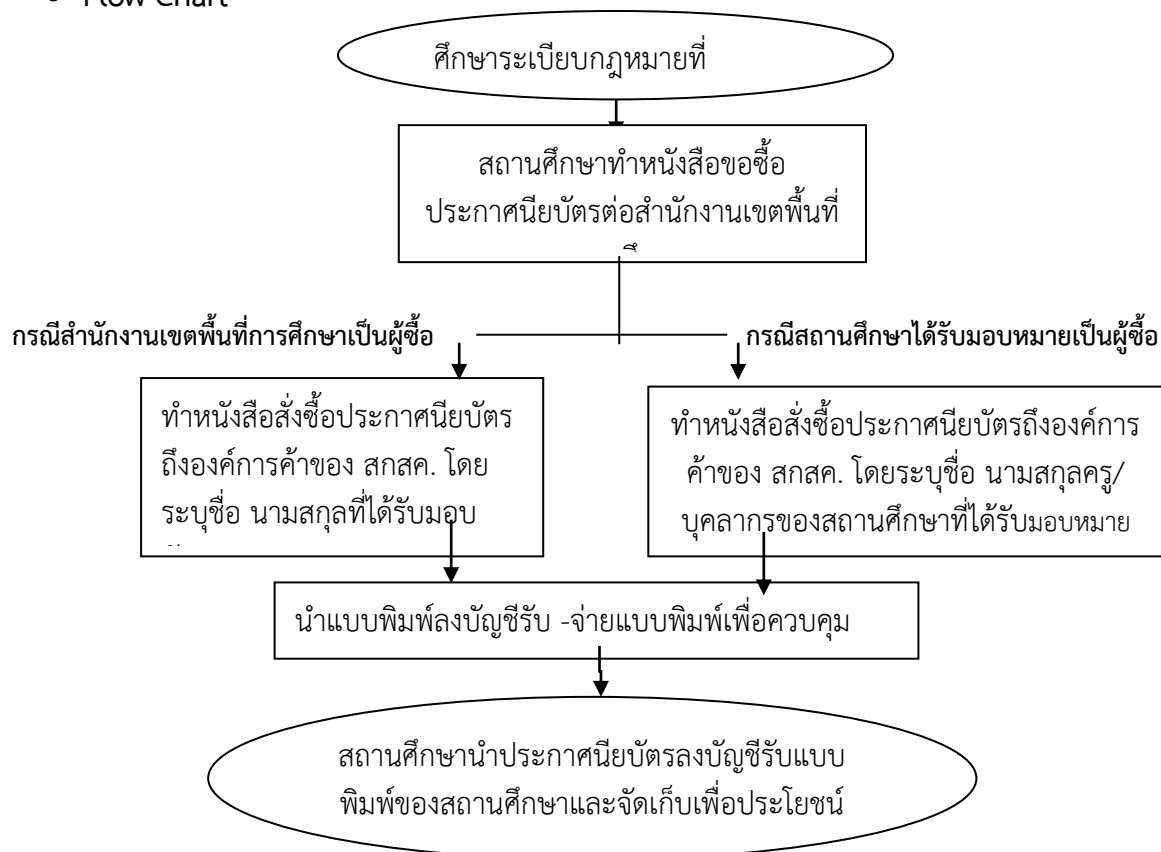 Flow Chart
ศึกษาระเบียบกฎหมายที่
สถานศึกษาทำหนังสือขอซื้อ
ประกาศนียบัตรต่อสำนักงานเขตพื้นที่
กรณีสำนักงานเขตพื้นที่การศึกษาเป็นผู้ซื้อ
กรณีสถานศึกษาได้รับมอบหมายเป็นผู้ซื้อ
ทำหนังสือสั่งซื้อประกาศนียบัตร
ถึงองค์การค้าของ สกสค. โดย
ระบุชื่อ นามสกุลที่ได้รับมอบ
ทำหนังสือสั่งซื้อประกาศนียบัตรถึงองค์การ
ค้าของ สกสค. โดยระบุชื่อ นามสกุลครู/
บุคลากรของสถานศึกษาที่ได้รับมอบหมาย
นำแบบพิมพ์ลงบัญชีรับ -จ่ายแบบพิมพ์เพื่อควบคุม
สถานศึกษานำประกาศนียบัตรลงบัญชีรับแบบ
พิมพ์ของสถานศึกษาและจัดเก็บเพื่อประโยชน์